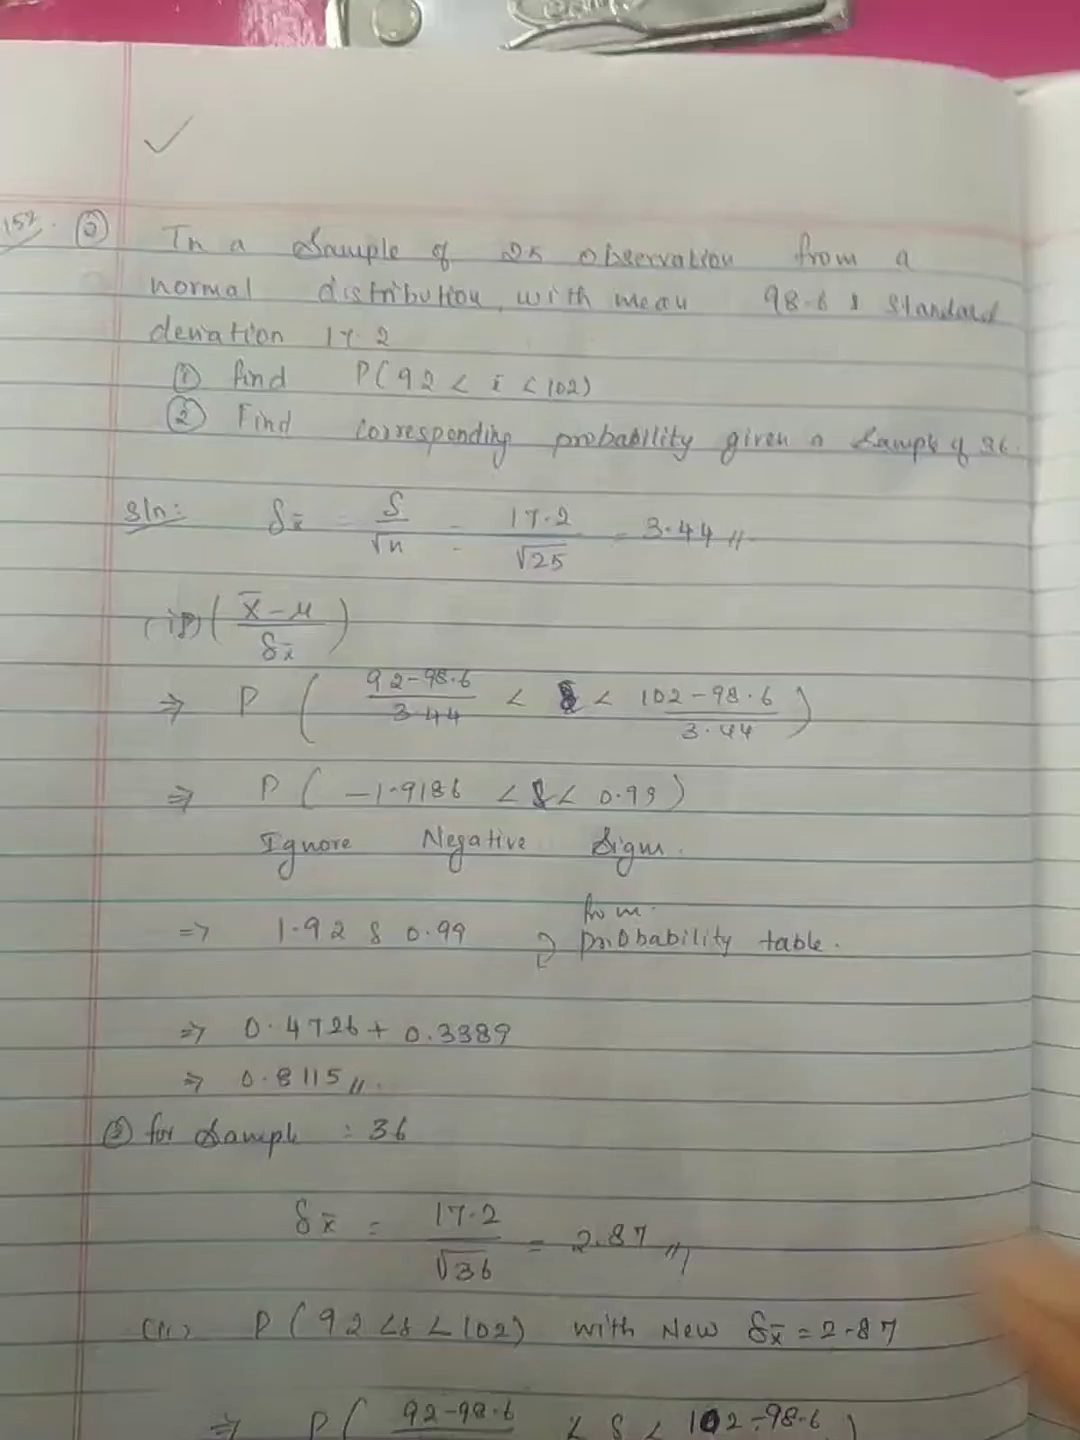 152. ②
In a Sample of 25 observation from a
normal distribution, with mean 98.6 & Standard
deviation 17.2
① find P(92 < x̄ < 102)
② Find corresponding probability given a Sample of 36.
Sln: δx̄ = δ/√n = 17.2/√25 = 3.44 //
(i) P((x̄ - μ)/δx̄)
⇒ P((92-98.6)/3.44 < δ < (102-98.6)/3.44)
⇒ P(-1.9186 < δ < 0.99)
Ignore Negative Sign.
⇒ 1.92 & 0.99 from probability table.
⇒ 0.4726 + 0.3389
⇒ 0.8115 //.
② for Sample : 36
δx̄ = 17.2/√36 = 2.87 //
(ii) P(92 < δ < 102) with New δx̄ = 2.87
⇒ P(92-98.6 < δ < 102-98.6)